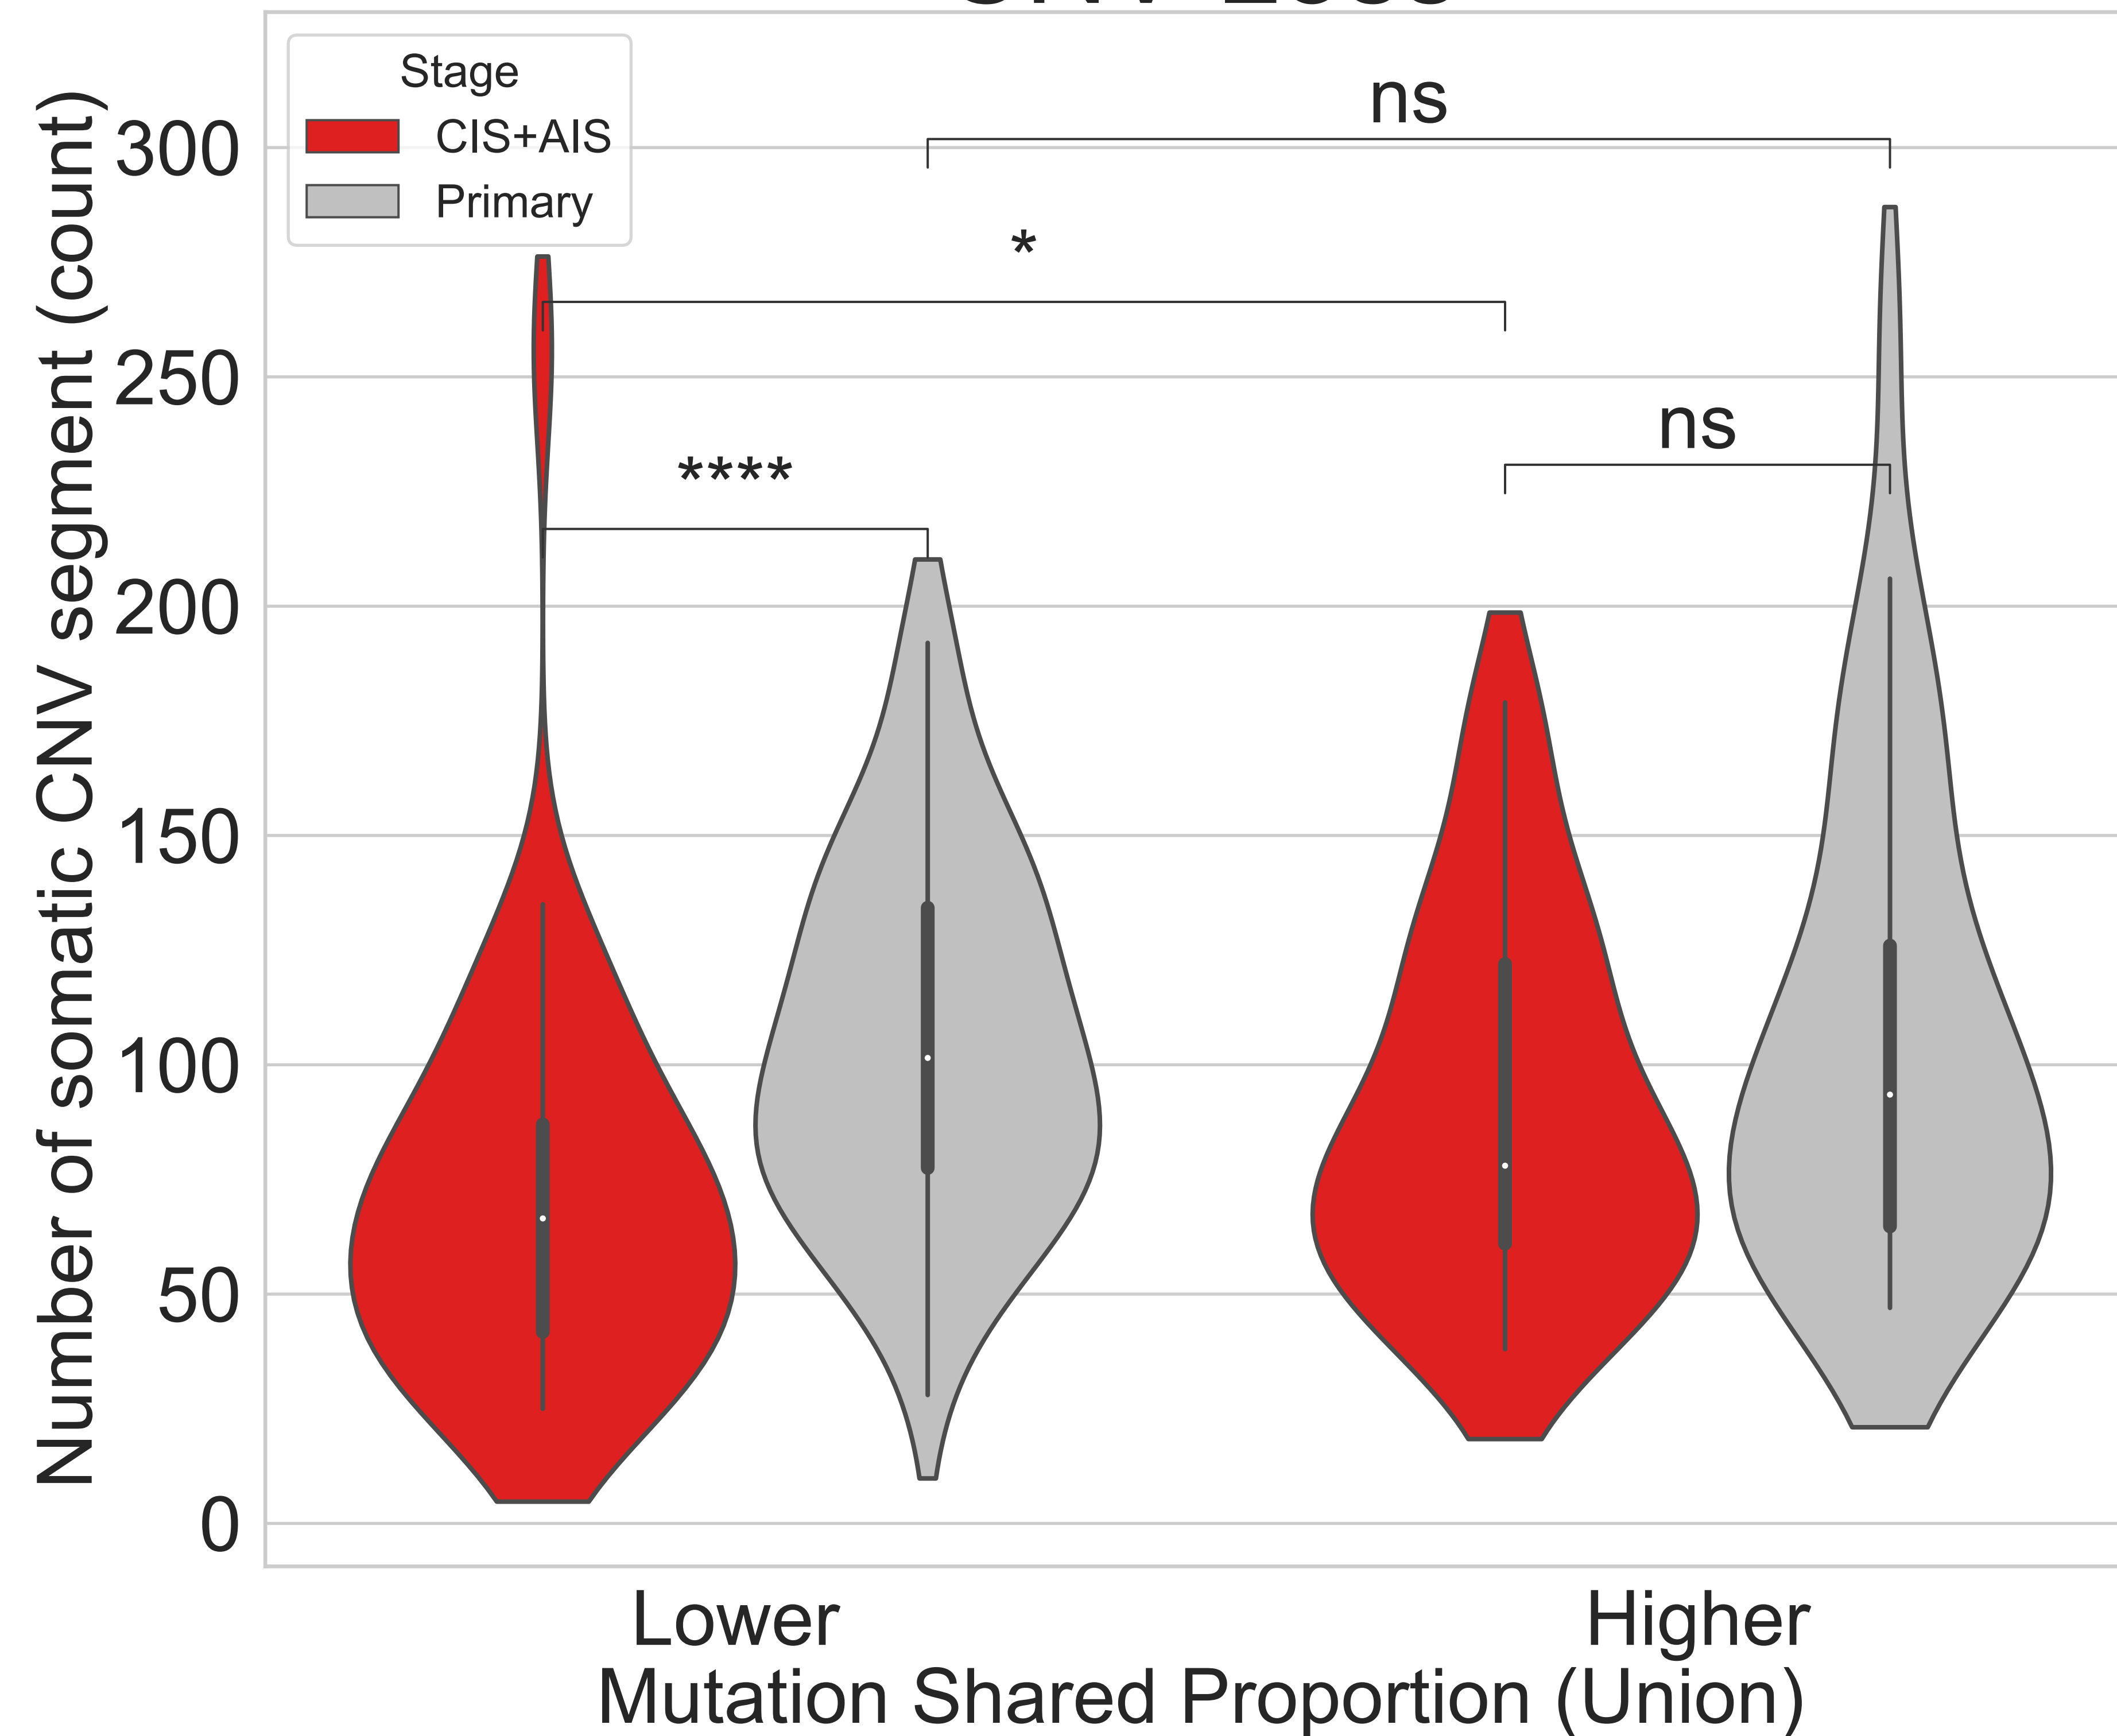 Stage
CIS+AIS
Primary
Number of somatic CNV segment (count)
300
250
200
150
100
50
0
ns
*
ns
****
Lower
Higher
Mutation Shared Proportion (Union)